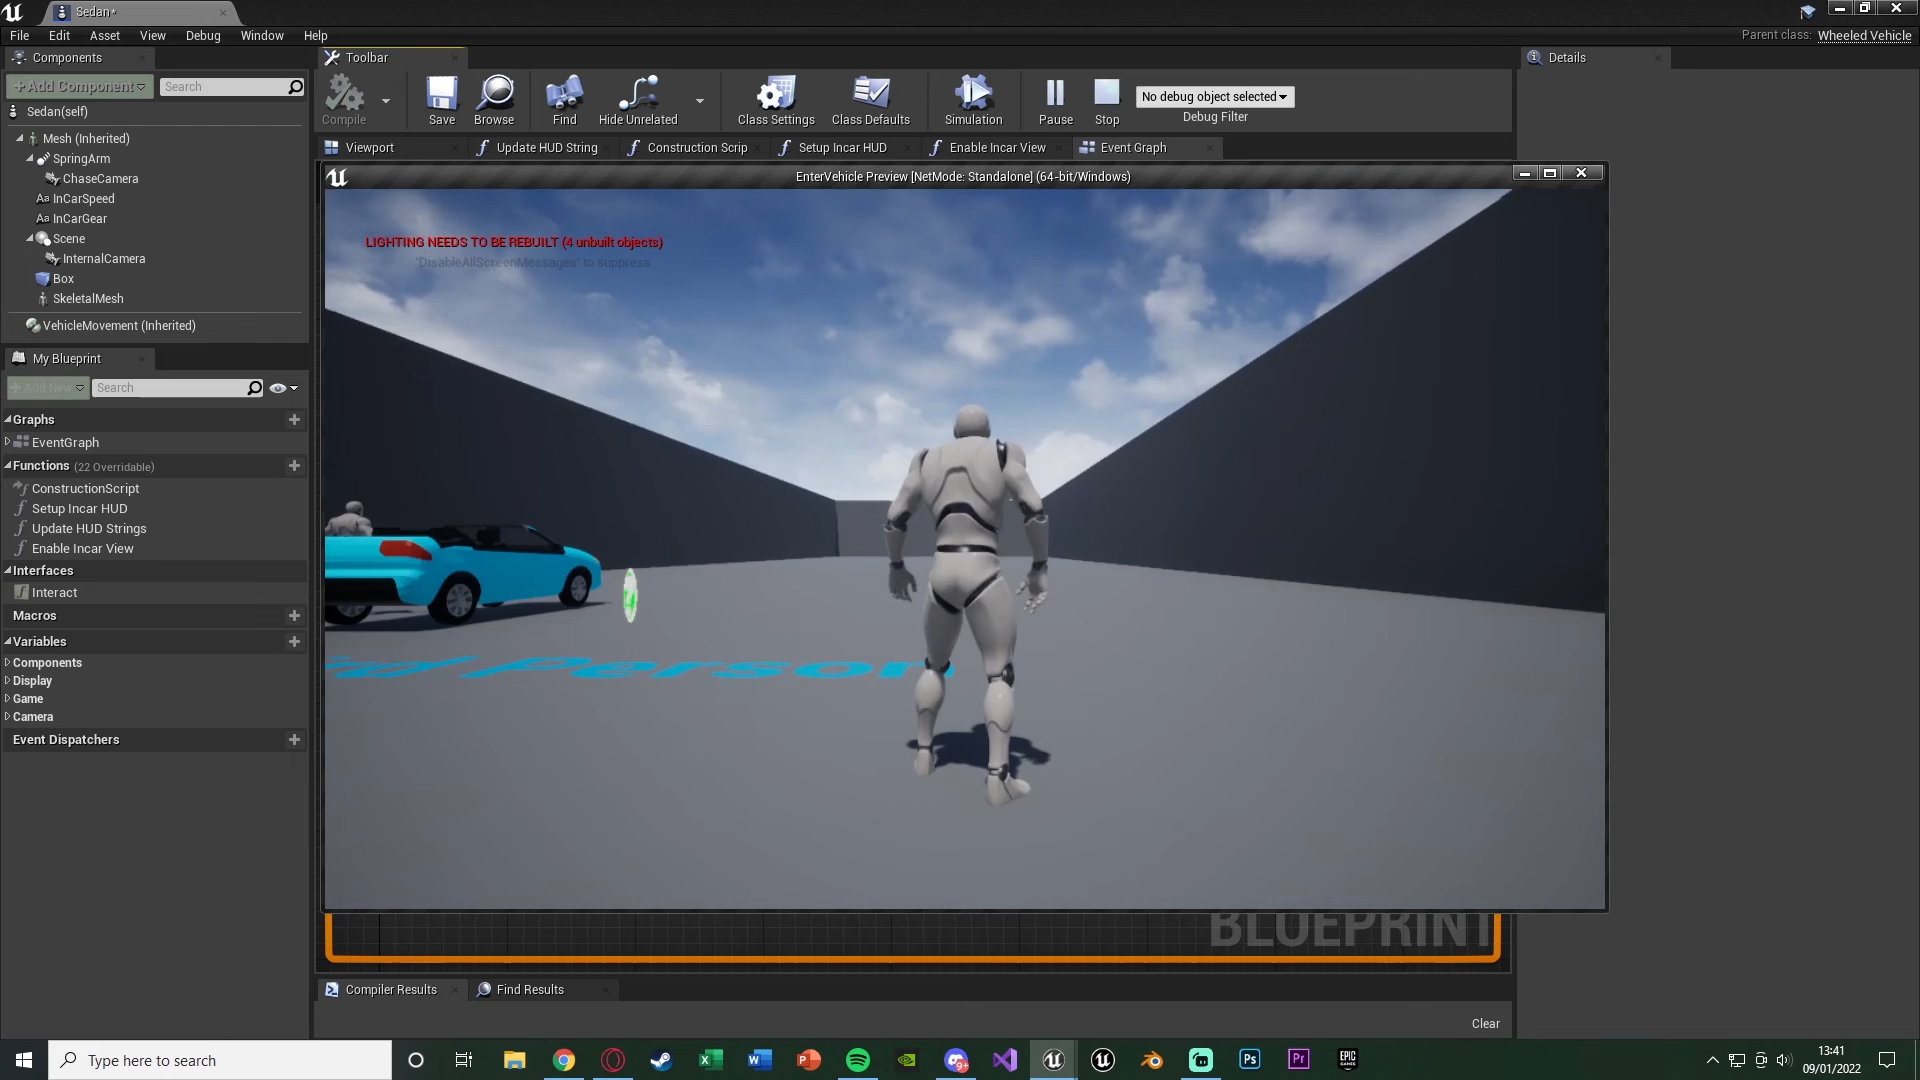 Sedan*
File Edit Asset View Debug Window Help
Parent class: Wheeled Vehicle
Components
+Add Component
Search
Sedan(self)
Mesh (Inherited)
SpringArm
ChaseCamera
Aa InCarSpeed
Aa InCarGear
Scene
InternalCamera
Box
SkeletalMesh
VehicleMovement (Inherited)
My Blueprint
+Add New
Search
Graphs
EventGraph
Functions (22 Overridable)
ConstructionScript
Setup Incar HUD
Update HUD Strings
Enable Incar View
Interfaces
Interact
Macros
Variables
Components
Display
Game
Camera
Event Dispatchers
Toolbar
Compile
Save
Browse
Find
Hide Unrelated
Class Settings
Class Defaults
Simulation
Pause
Stop
No debug object selected
Debug Filter
Viewport
Update HUD String
Construction Scrip
Setup Incar HUD
Enable Incar View
Event Graph
EnterVehicle Preview [NetMode: Standalone] (64-bit/Windows)
LIGHTING NEEDS TO BE REBUILT (4 unbuilt objects)
'DisableAllScreenMessages' to suppress
Person
BLUEPRINT
Compiler Results
Find Results
Clear
Details
Type here to search
13:41
09/01/2022